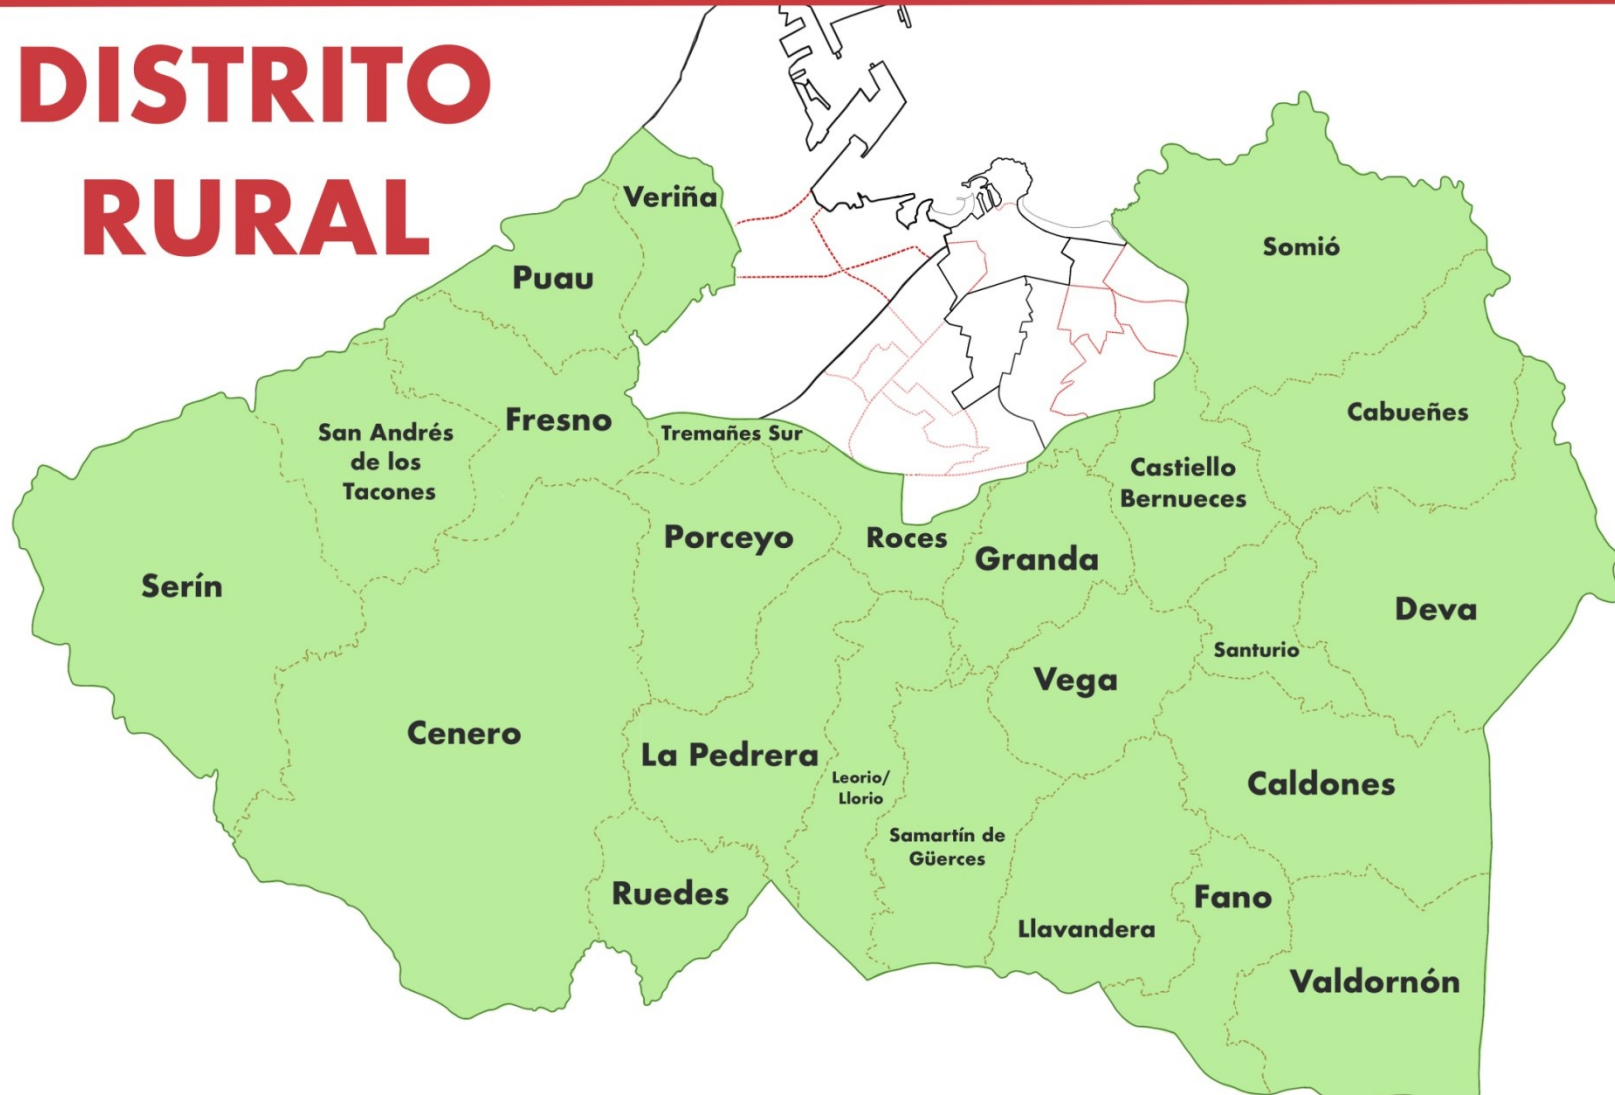 DISTRITO
RURAL
Veriña
Puau
Somió
Fresno
Cabueñes
San Andrés
de los
Tacones
Tremañes Sur
Castiello
Bernueces
Porceyo
Roces
Granda
Serín
Deva
Santurio
Vega
Cenero
La Pedrera
Leorio/
Llorio
Caldones
Samartín de
Güerces
Ruedes
Fano
Llavandera
Valdornón